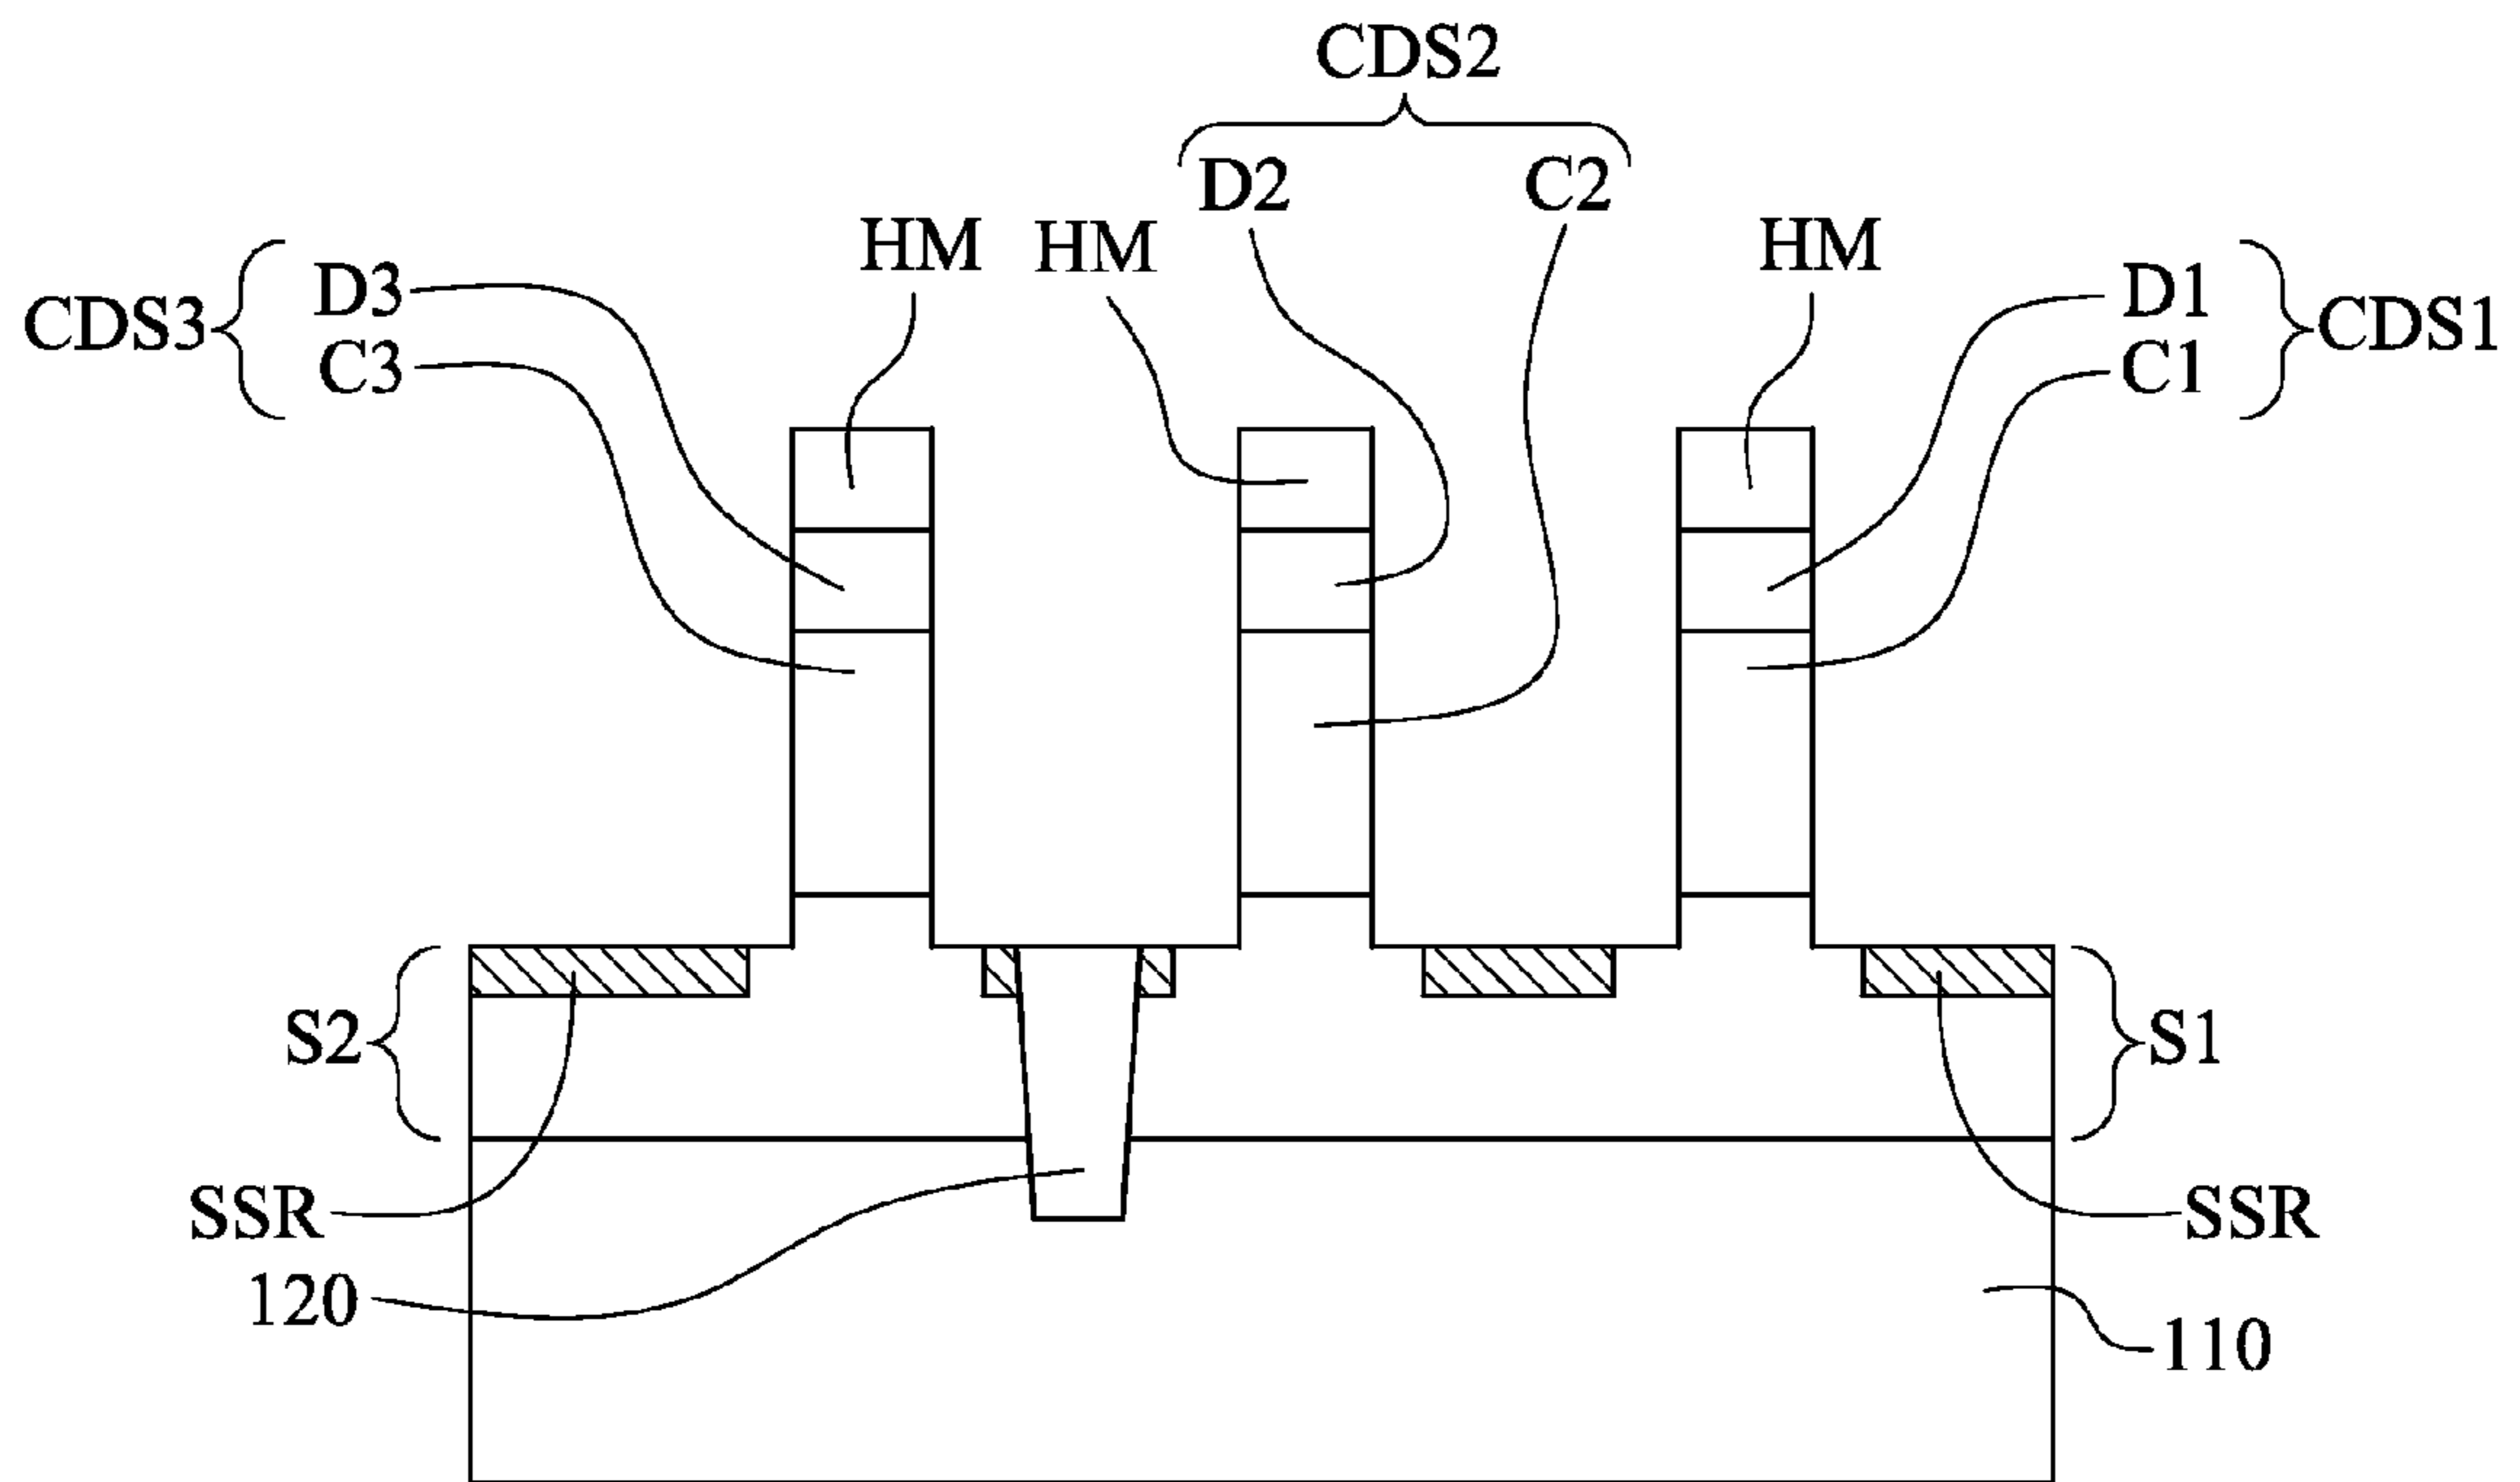 CDS2
D2 C2
HM HM HM
D3 D1
CDS3 CDS1
C3 C1
S2 S1
SSR SSR
120
110